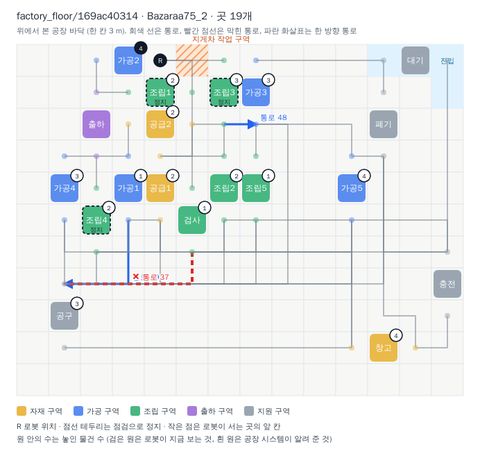 factory_floor/169ac40314 · Bazaraa75_2 · 곳 19개
위에서 본 공장 바닥 (한 칸 3 m). 회색 선은 통로, 빨간 점선은 막힌 통로, 파란 화살표는 한 방향 통로
지게차 작업 구역
가공2 4
R
대기
진입
조립1 2
정지
조립3 3
정지
가공3 3
출하
공급2 2
통로 48
폐기
가공4 3
가공1 1
공급1 2
조립2 2
조립5 1
가공5 4
조립4 2
정지
검사 1
✖ 통로 37
충전
공구 3
창고 4
자재 구역
가공 구역
조립 구역
출하 구역
지원 구역
R 로봇 위치 · 점선 테두리는 점검으로 정지 · 작은 점은 로봇이 서는 곳의 앞 칸
원 안의 수는 놓인 물건 수 (검은 원은 로봇이 지금 보는 것, 흰 원은 공장 시스템이 알려 준 것)